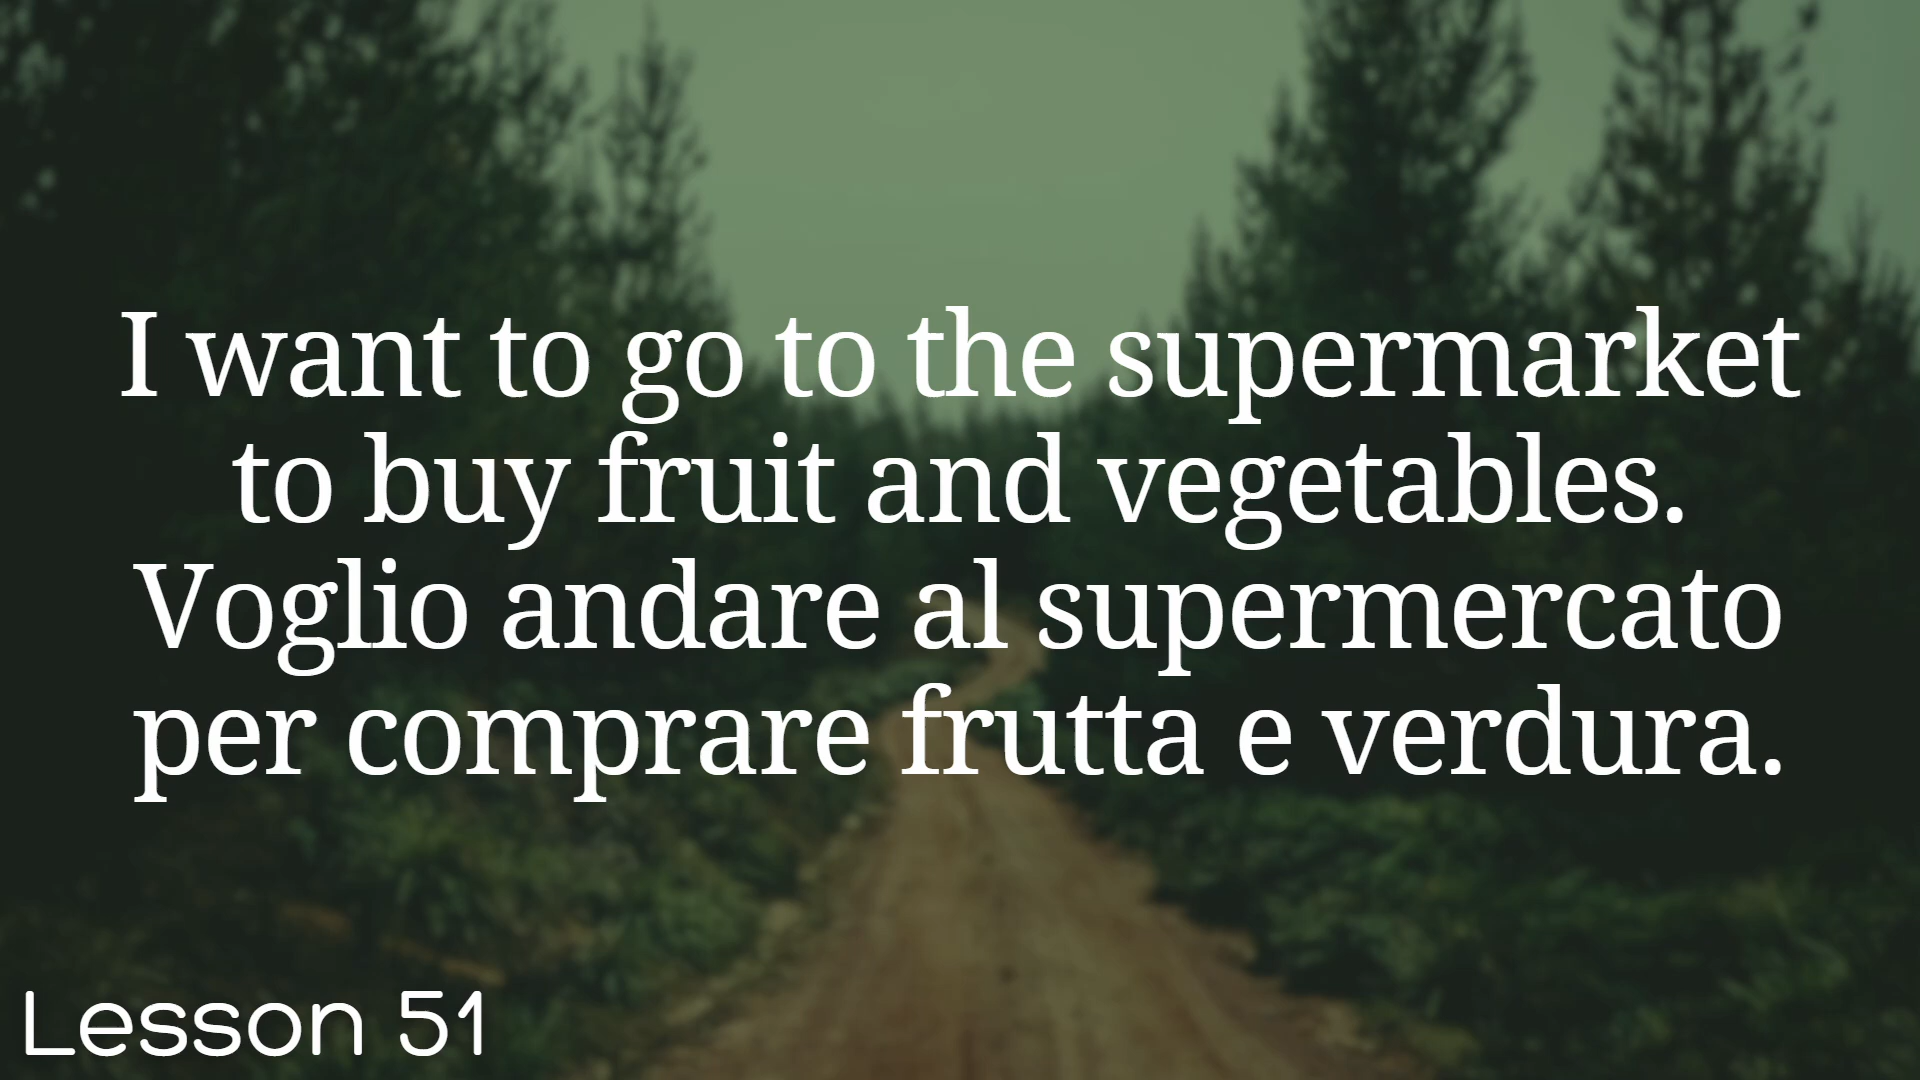 I want to go to the supermarket
to buy fruit and vegetables.
Voglio andare al supermercato
per comprare frutta e verdura.
Lesson 51